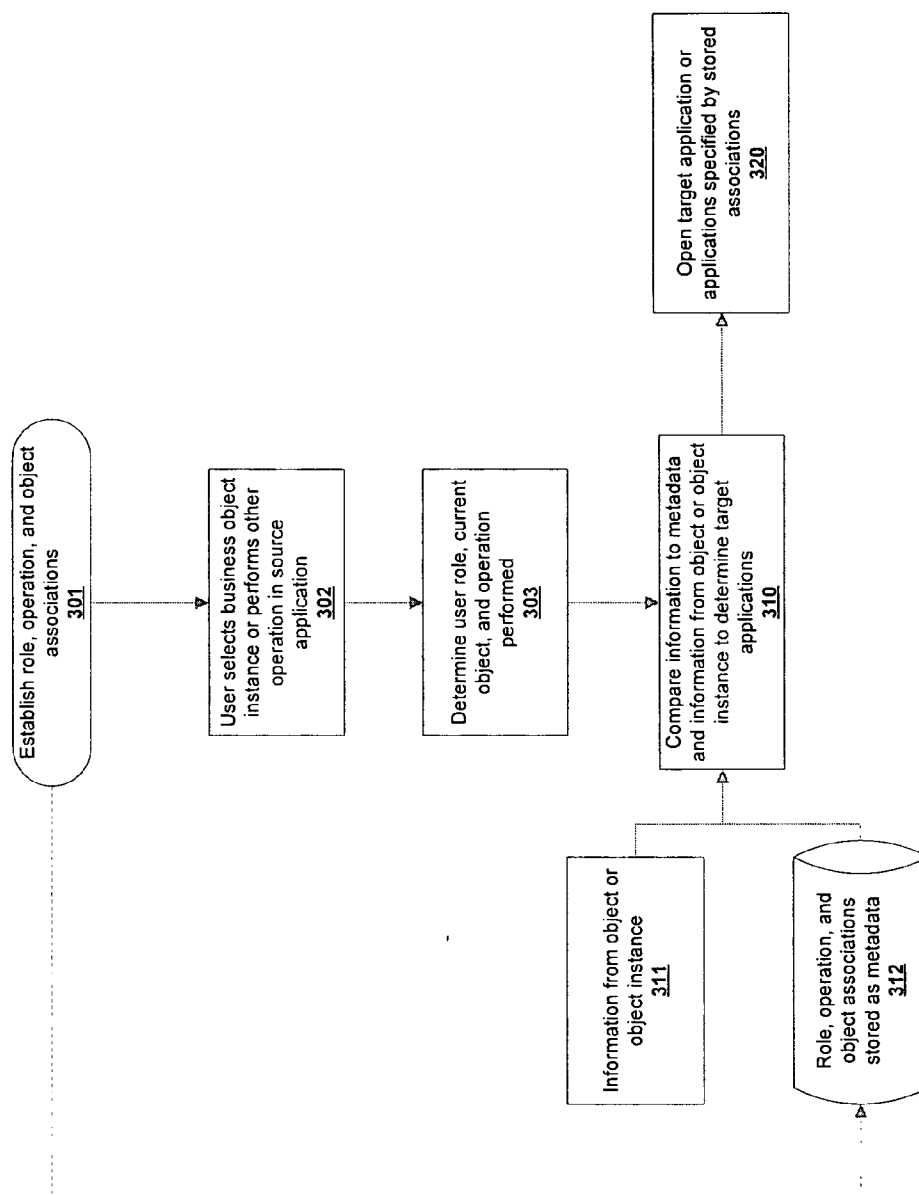 Establish role, operation, and object
associations
301
User selects business object
instance or performs other
operation in source
application
302
Determine user role, current
object, and operation
performed
303
Compare information to metadata
and information from object or object
instance to determine target
applications
310
Information from object or
object instance
311
Role, operation, and
object associations
stored as metadata
312
Open target application or
applications specified by stored
associations
320